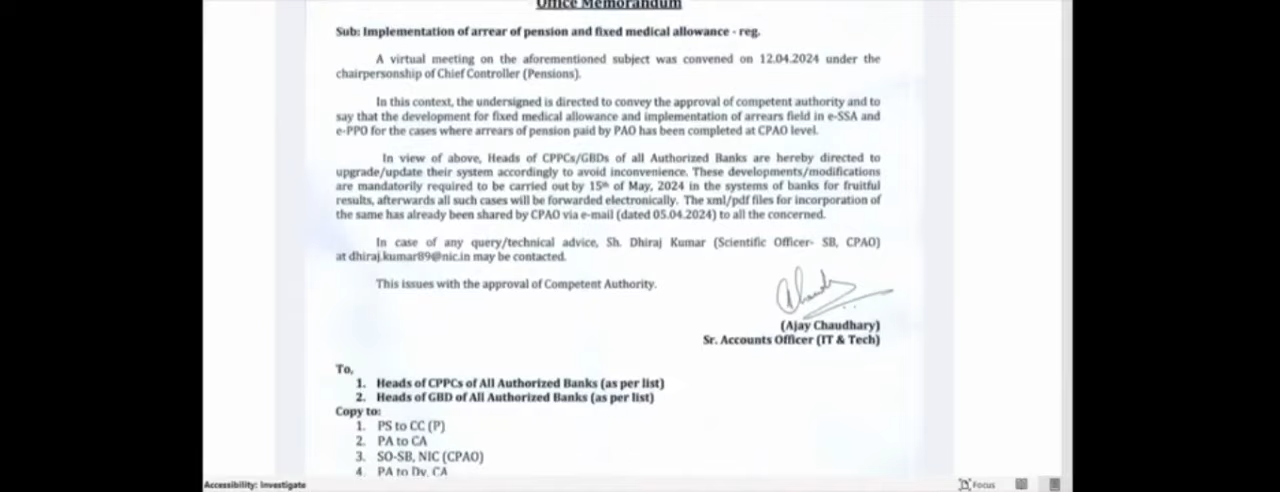 Office Memorandum
Sub: Implementation of arrear of pension and fixed medical allowance - reg.
A virtual meeting on the aforementioned subject was convened on 12.04.2024 under the
chairpersonship of Chief Controller (Pensions).
In this context, the undersigned is directed to convey the approval of competent authority and to
say that the development for fixed medical allowance and implementation of arrears field in e-SSA and
e-PPO for the cases where arrears of pension paid by PAO has been completed at CPAO level.
In view of above, Heads of CPPCs/GBDs of all Authorized Banks are hereby directed to
upgrade/update their system accordingly to avoid inconvenience. These developments/modifications
are mandatorily required to be carried out by 15th of May, 2024 in the systems of banks for fruitful
results, afterwards all such cases will be forwarded electronically. The xml/pdf files for incorporation of
the same has already been shared by CPAO via e-mail (dated 05.04.2024) to all the concerned.
In case of any query/technical advice, Sh. Dhiraj Kumar (Scientific Officer- SB, CPAO)
at dhiraj.kumar89@nic.in may be contacted.
This issues with the approval of Competent Authority.
(Ajay Chaudhary)
Sr. Accounts Officer (IT & Tech)
To,
1. Heads of CPPCs of All Authorized Banks (as per list)
2. Heads of GBD of All Authorized Banks (as per list)
Copy to:
1. PS to CC (P)
2. PA to CA
3. SO-SB, NIC (CPAO)
4. PA to Dy. CA
Accessibility: Investigate
Focus